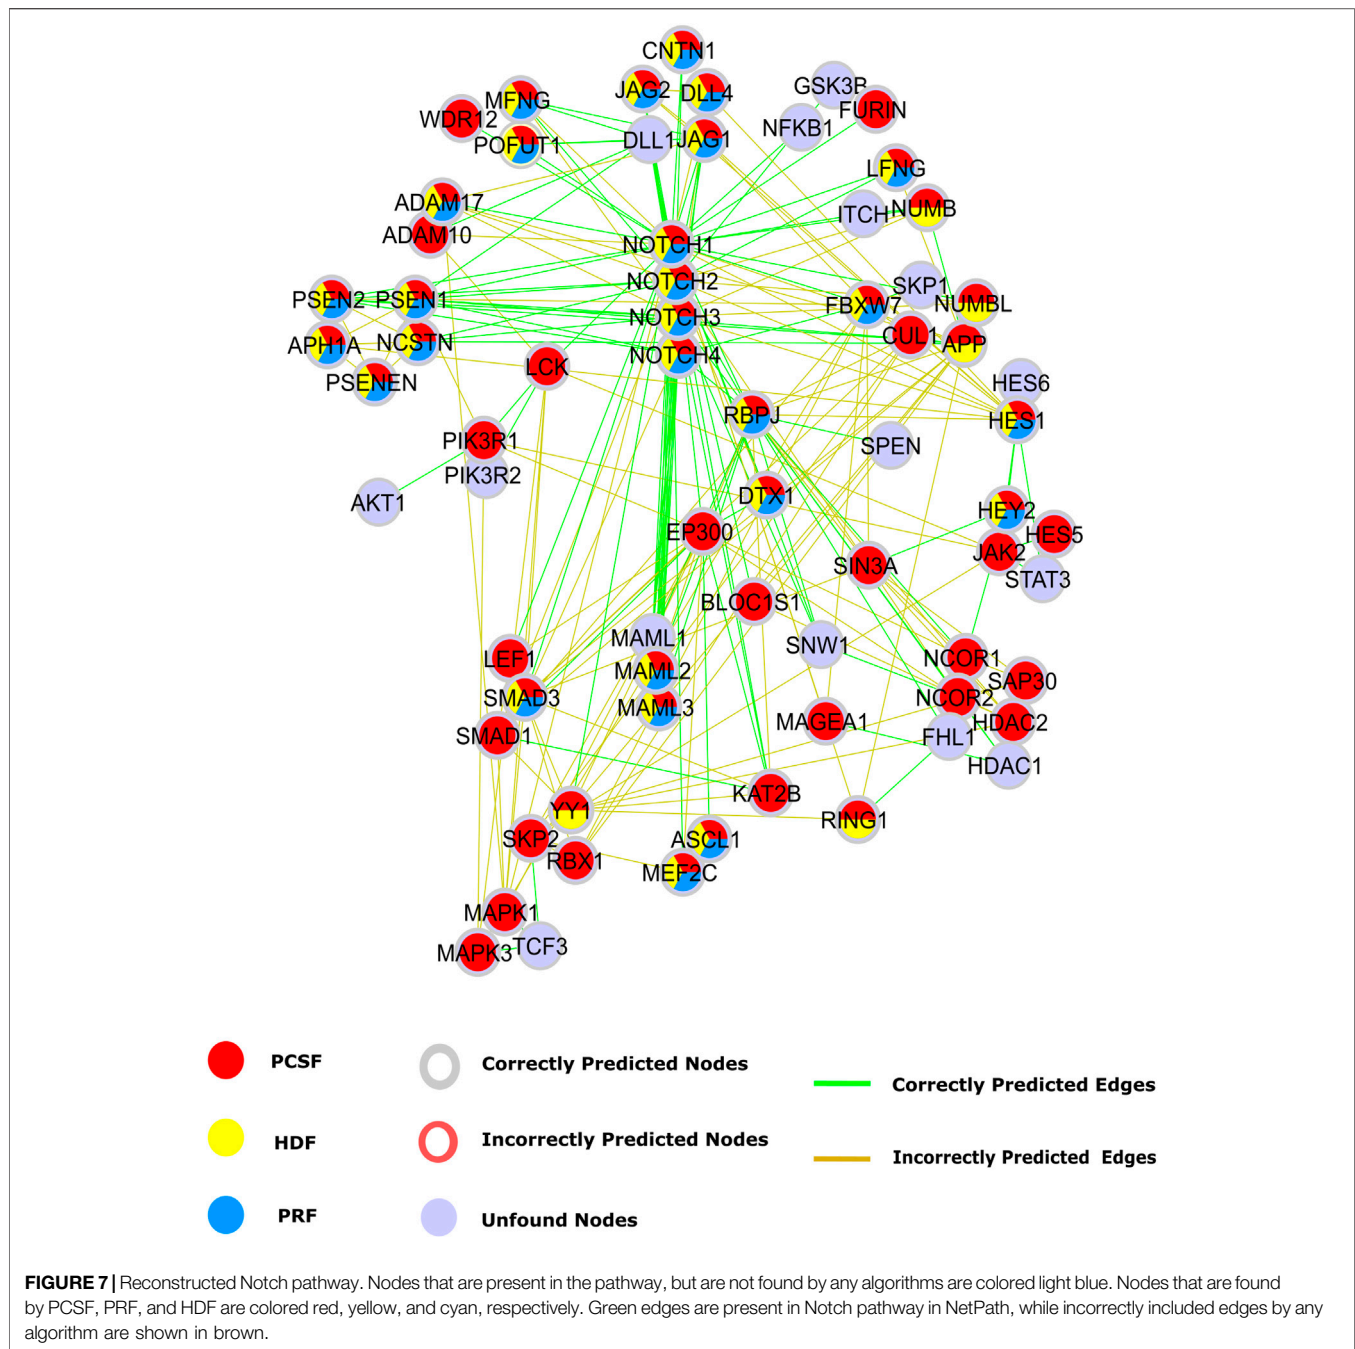 CNTN1
GSK3B
JAG2
DLL4
MFNG
FURIN
WDR12
NFKB1
POFUT1
DLL1
JAG1
LFNG
ADAM17
ITCH
NUMB
ADAM10
NOTCH1
NOTCH2
SKP1
PSEN2
PSEN1
FBXW7
NUMBL
NOTCH3
CUL1
APH1A
NCSTN
APP
NOTCH4
LCK
PSENEN
HES6
RBPJ
HES1
PIK3R1
SPEN
PIK3R2
DTX1
AKT1
HEY2
EP300
HES5
JAK2
SIN3A
STAT3
BLOC1S1
MAML1
SNW1
LEF1
NCOR1
MAML2
SAP30
SMAD3
NCOR2
MAML3
MAGEA1
HDAC2
SMAD1
FHL1
HDAC1
KAT2B
YY1
RING1
SKP2
ASCL1
RBX1
MEF2C
MAPK1
TCF3
MAPK3
PCSF
Correctly Predicted Nodes
Correctly Predicted Edges
HDF
Incorrectly Predicted Nodes
Incorrectly Predicted Edges
PRF
Unfound Nodes
FIGURE 7 | Reconstructed Notch pathway. Nodes that are present in the pathway, but are not found by any algorithms are colored light blue. Nodes that are found
by PCSF, PRF, and HDF are colored red, yellow, and cyan, respectively. Green edges are present in Notch pathway in NetPath, while incorrectly included edges by any
algorithm are shown in brown.